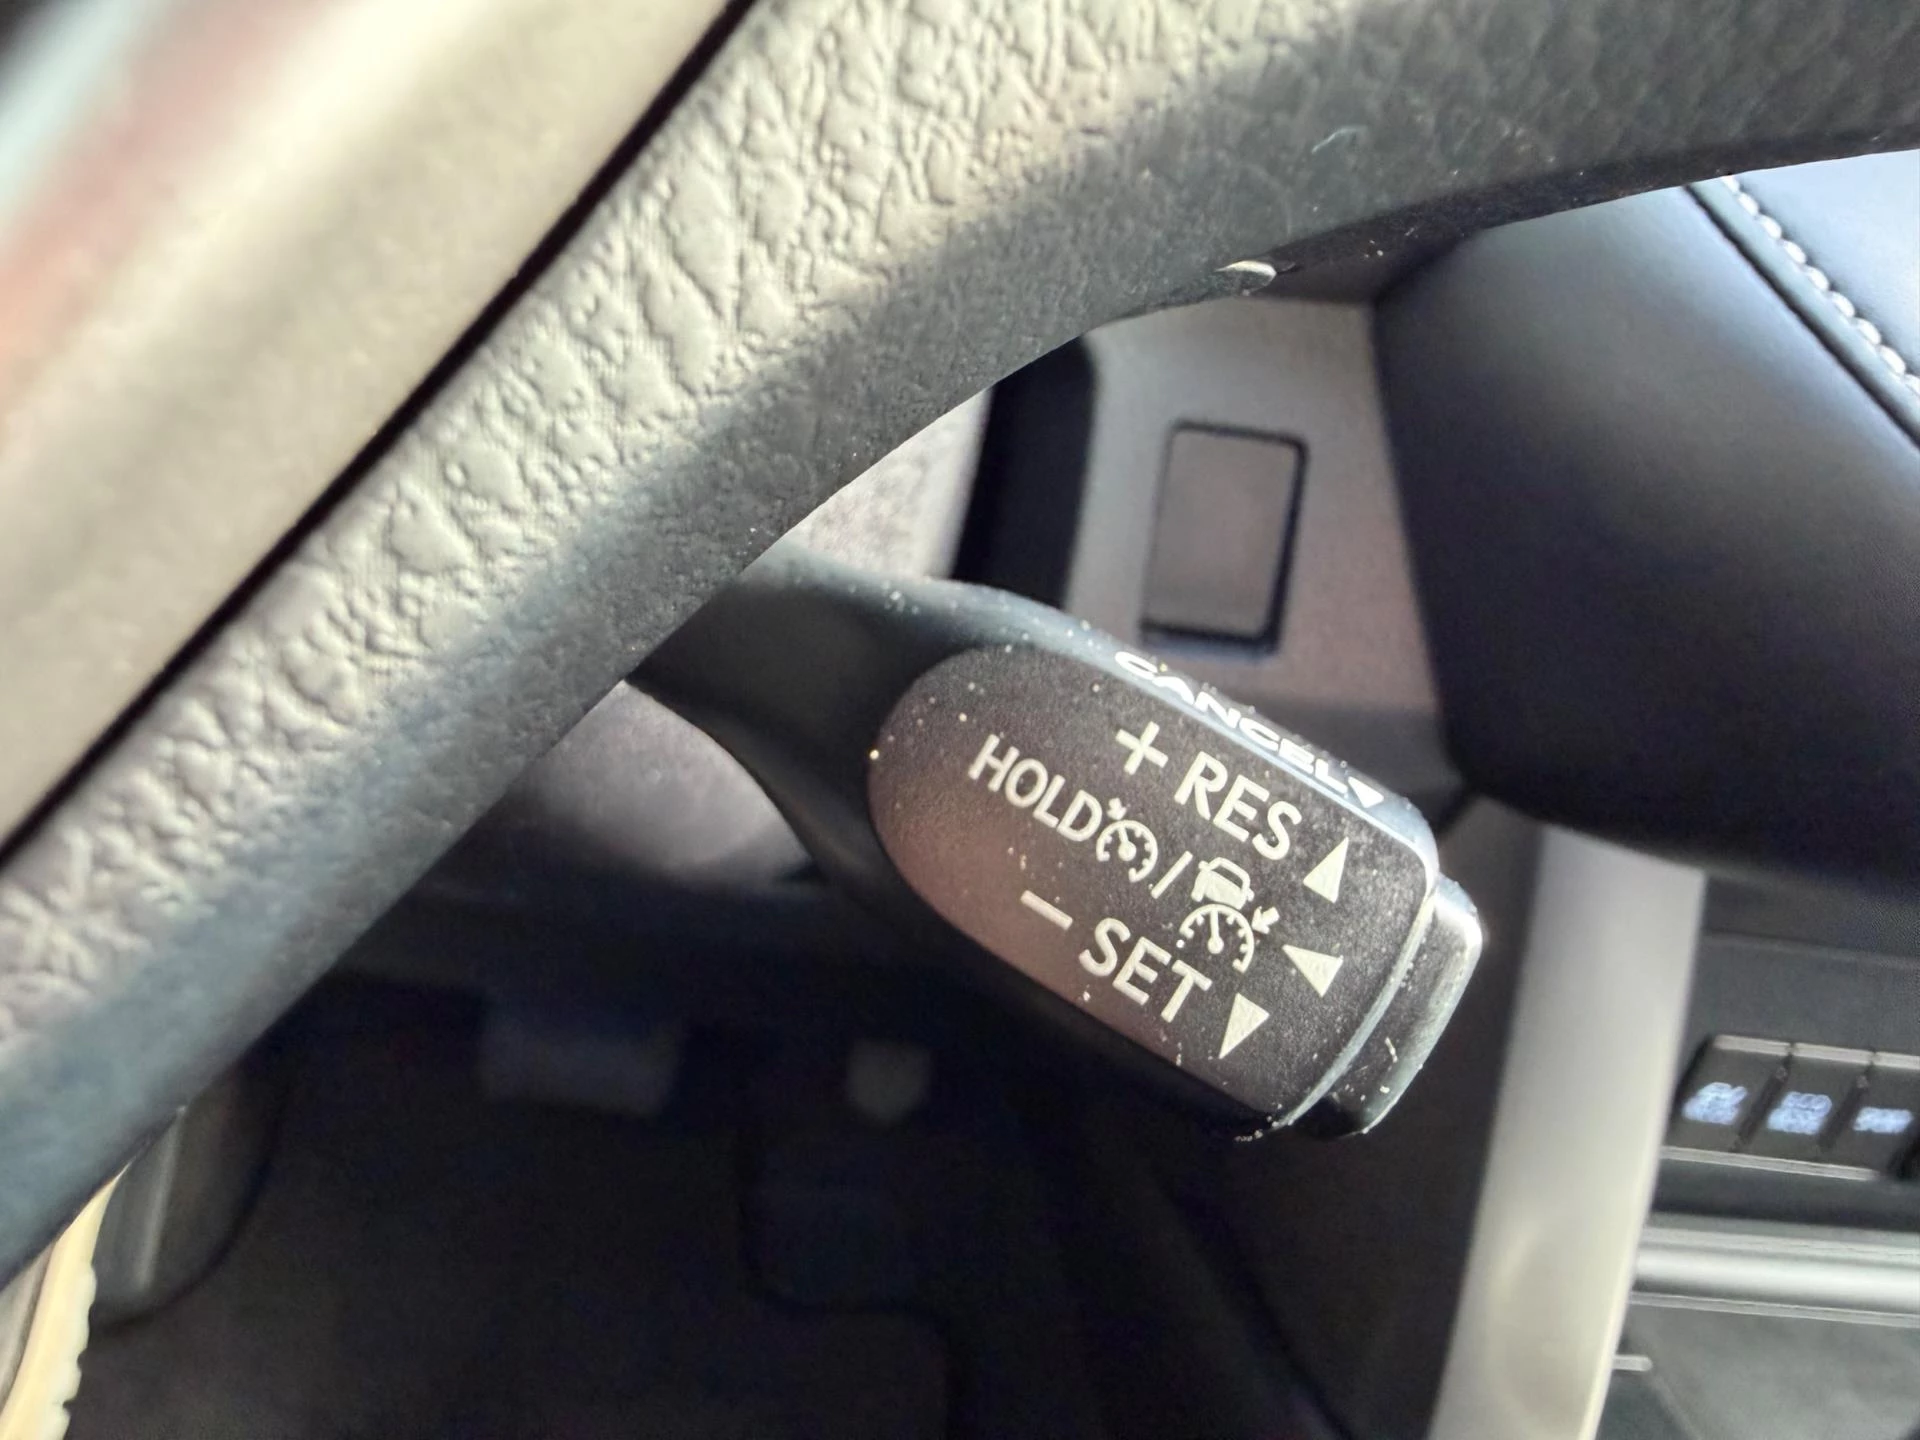 CANCEL
+ RES
HOLD /
- SET